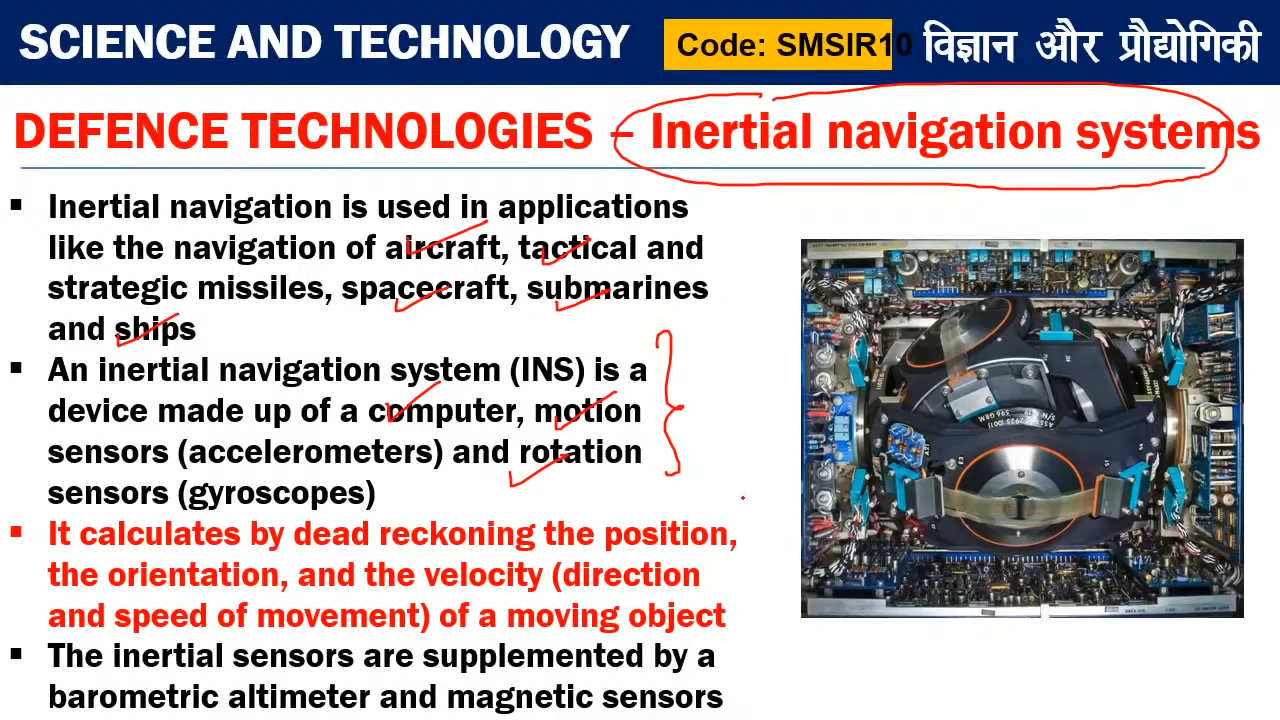 SCIENCE AND TECHNOLOGY
Code: SMSIR10
विज्ञान और प्रौद्योगिकी
DEFENCE TECHNOLOGIES – Inertial navigation systems
▪ Inertial navigation is used in applications
like the navigation of aircraft, tactical and
strategic missiles, spacecraft, submarines
and ships
▪ An inertial navigation system (INS) is a
device made up of a computer, motion
sensors (accelerometers) and rotation
sensors (gyroscopes)
▪ It calculates by dead reckoning the position,
the orientation, and the velocity (direction
and speed of movement) of a moving object
▪ The inertial sensors are supplemented by a
barometric altimeter and magnetic sensors